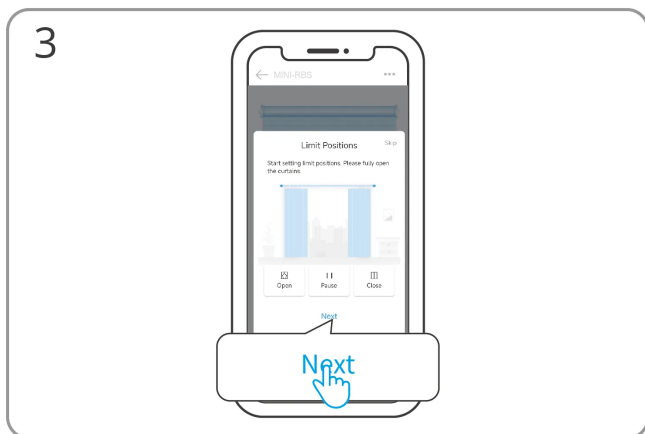 3
MINI-RBS
Limit Positions
Skip
Start setting limit positions. Please fully open
the curtains
Open
Pause
Close
Next
Next